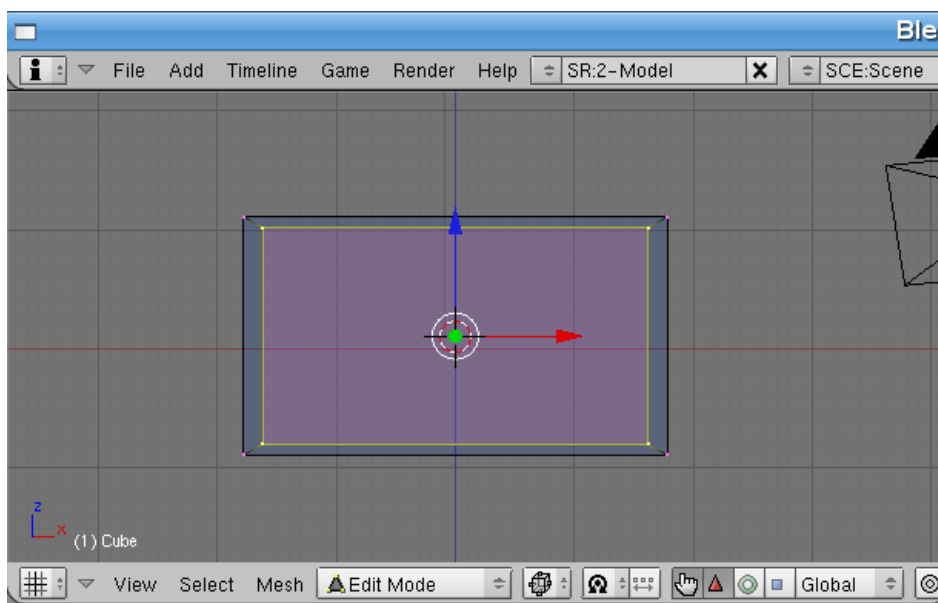 Ble
File Add Timeline Game Render Help SR:2-Model SCE:Scene
z
x
(1) Cube
View Select Mesh Edit Mode Global